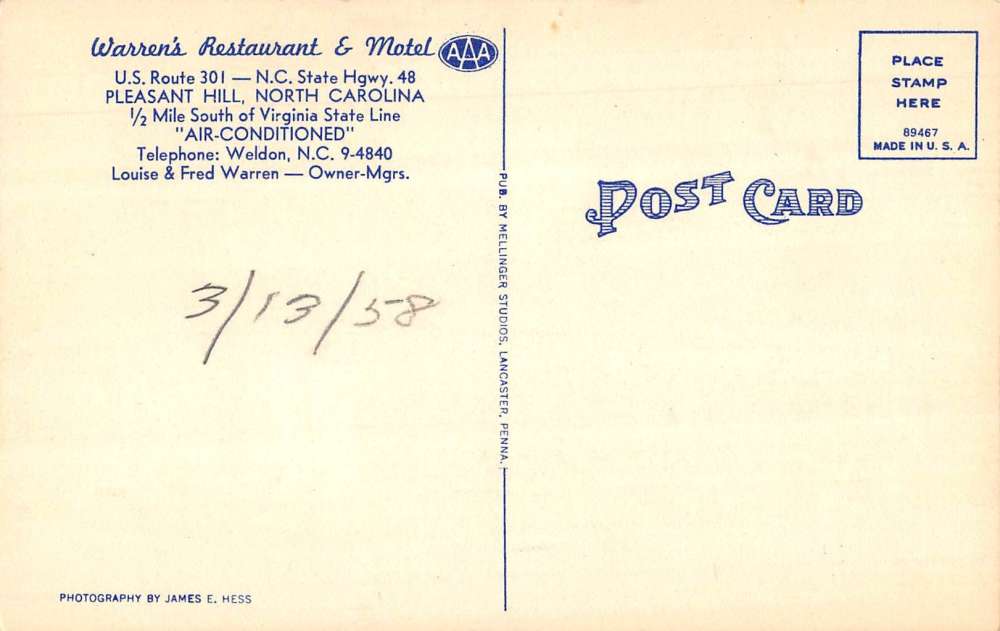 Warren's Restaurant & Motel AAA
U.S. Route 301 — N.C. State Hgwy. 48
PLEASANT HILL, NORTH CAROLINA
1/2 Mile South of Virginia State Line
"AIR-CONDITIONED"
Telephone: Weldon, N.C. 9-4840
Louise & Fred Warren — Owner-Mgrs.
3/13/58
PHOTOGRAPHY BY JAMES E. HESS
PUB. BY MELLINGER STUDIOS, LANCASTER, PENNA.
PLACE
STAMP
HERE
89467
MADE IN U. S. A.
POST CARD